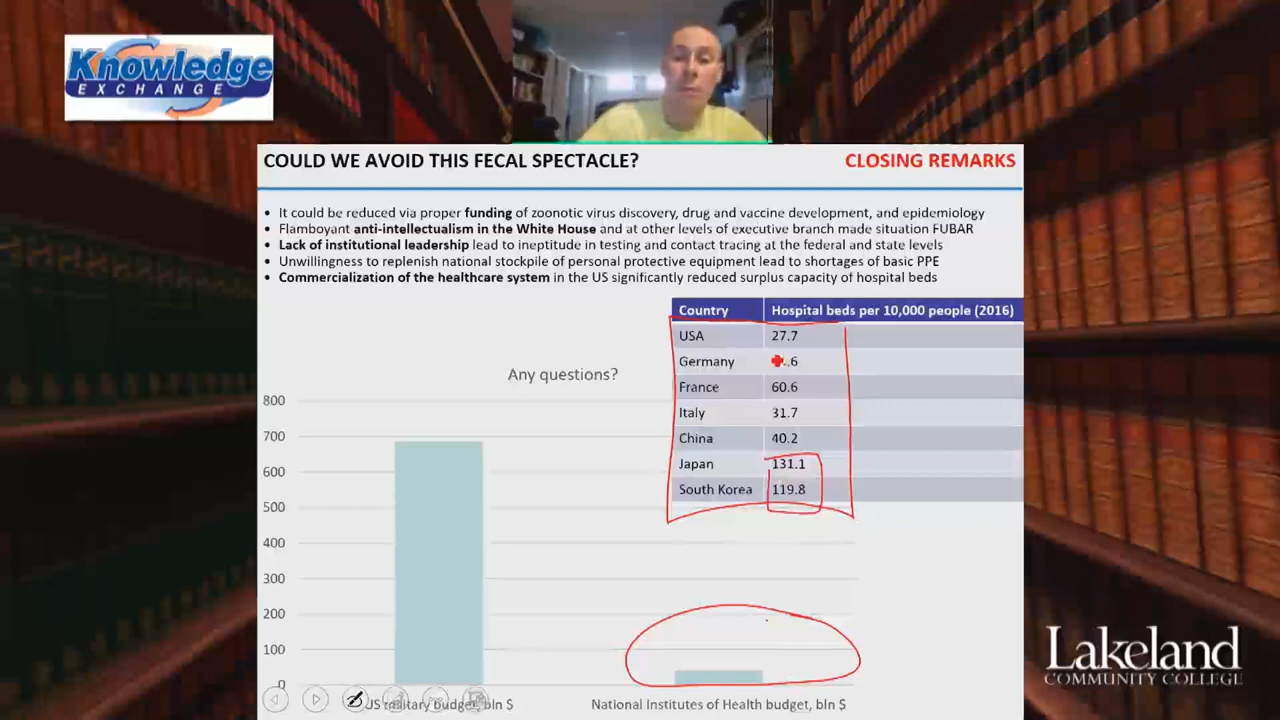 Knowledge
EXCHANGE
COULD WE AVOID THIS FECAL SPECTACLE?
CLOSING REMARKS
• It could be reduced via proper funding of zoonotic virus discovery, drug and vaccine development, and epidemiology
• Flamboyant anti-intellectualism in the White House and at other levels of executive branch made situation FUBAR
• Lack of institutional leadership lead to ineptitude in testing and contact tracing at the federal and state levels
• Unwillingness to replenish national stockpile of personal protective equipment lead to shortages of basic PPE
• Commercialization of the healthcare system in the US significantly reduced surplus capacity of hospital beds
Country Hospital beds per 10,000 people (2016)
USA 27.7
Germany .6
France 60.6
Italy 31.7
China 40.2
Japan 131.1
South Korea 119.8
Any questions?
800
700
600
500
400
300
200
100
0
US military budget, bln $
National Institutes of Health budget, bln $
Lakeland
COMMUNITY COLLEGE